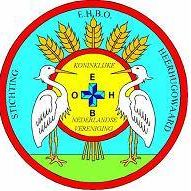 STICHTING
E.H.B.O.
HEERHUGOWAARD
KONINKLIJKE
E
O H
B
NEDERLANDSE
VERENIGING